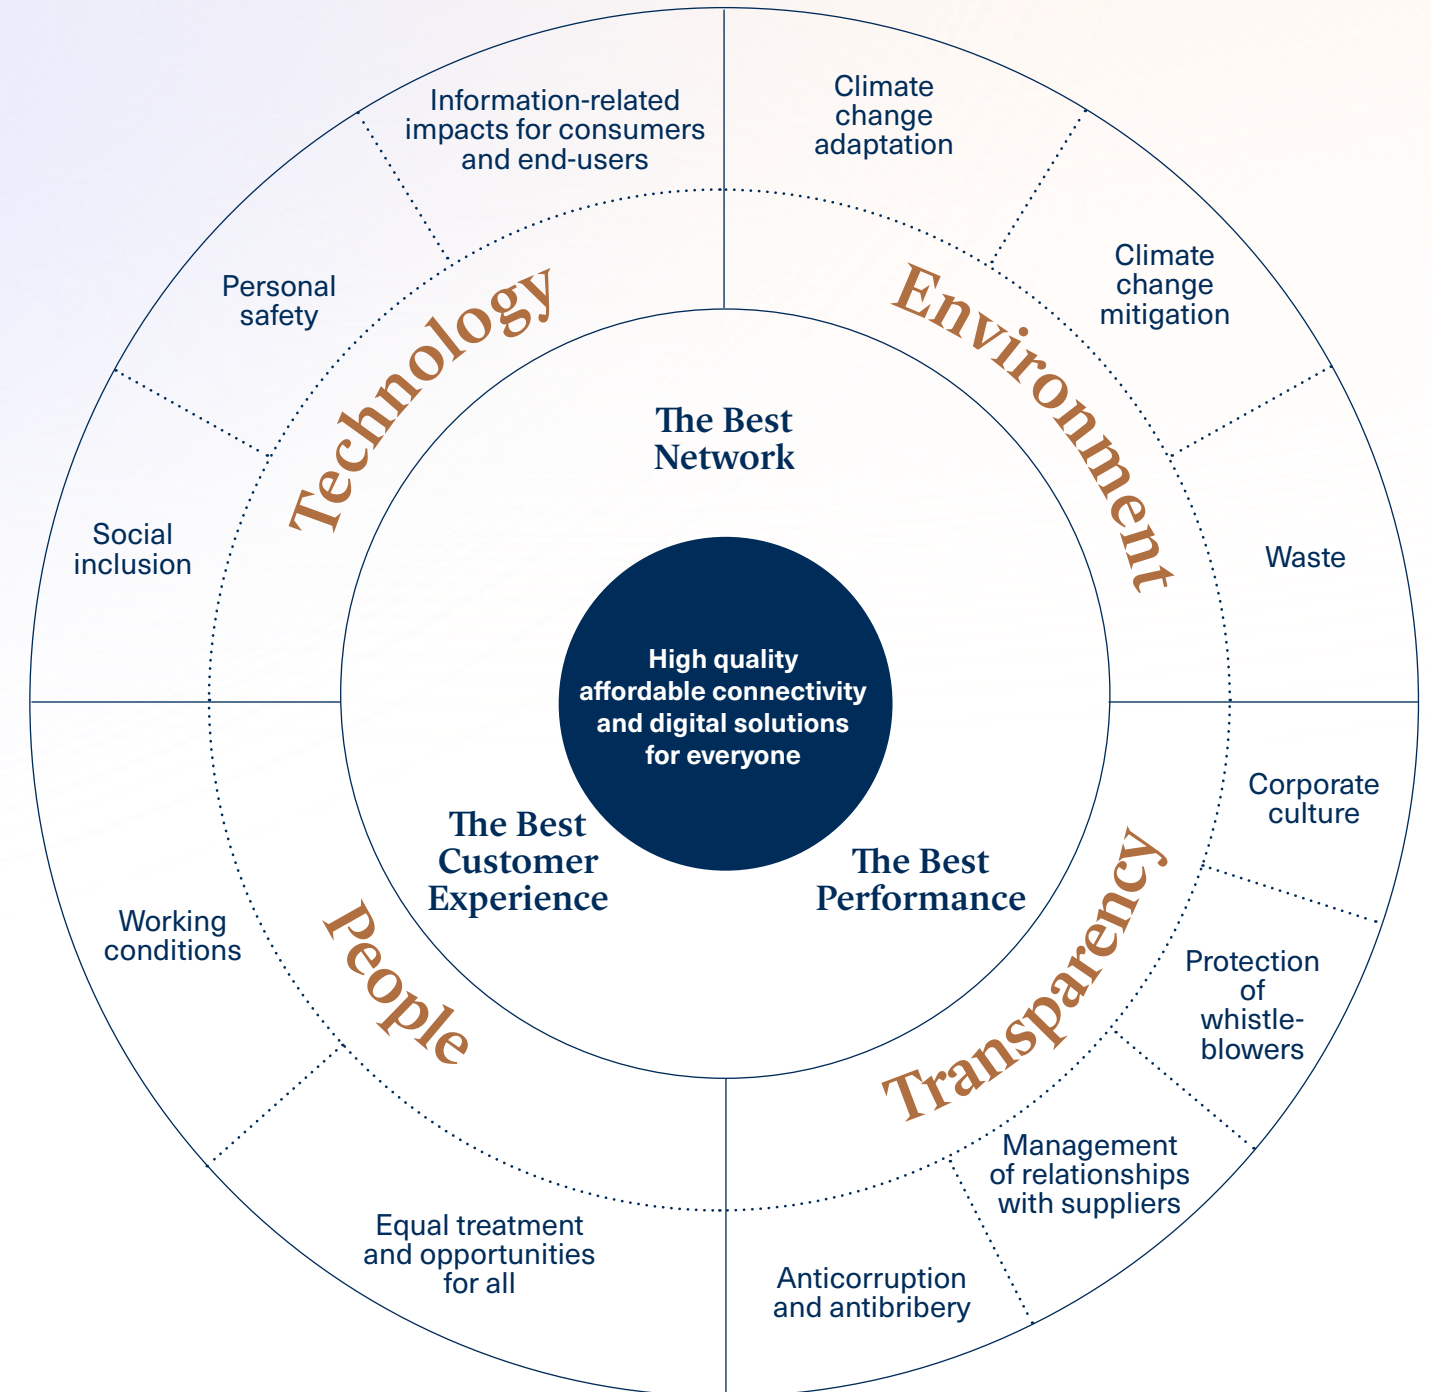 Information-related
impacts for consumers
and end-users
Climate
change
adaptation
Personal
safety
Climate
change
mitigation
Social
inclusion
Waste
Technology
Environment
The Best
Network
High quality
affordable connectivity
and digital solutions
for everyone
The Best
Customer
Experience
The Best
Performance
People
Transparency
Working
conditions
Corporate
culture
Protection
of
whistle-
blowers
Management
of relationships
with suppliers
Equal treatment
and opportunities
for all
Anticorruption
and antibribery